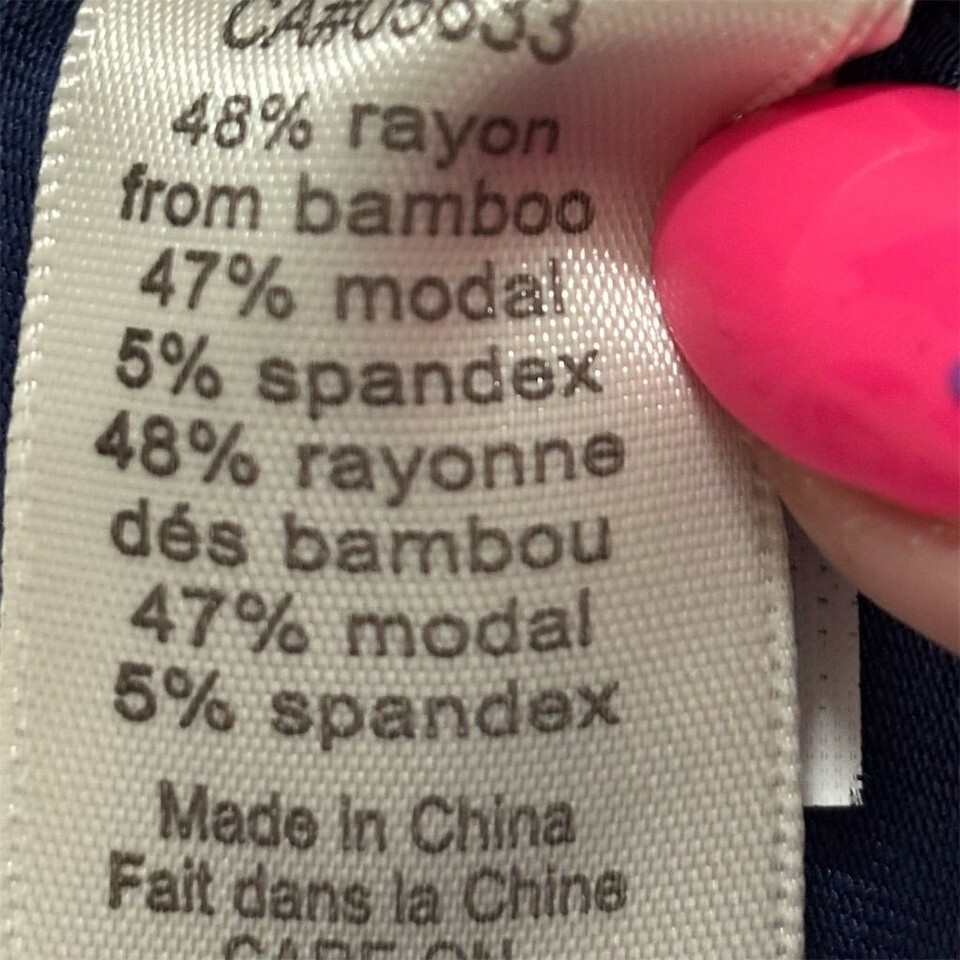 48% rayon
from bamboo
47% modal
5% spandex
48% rayonne
dés bambou
47% modal
5% spandex
Made in China
Fait dans la Chine